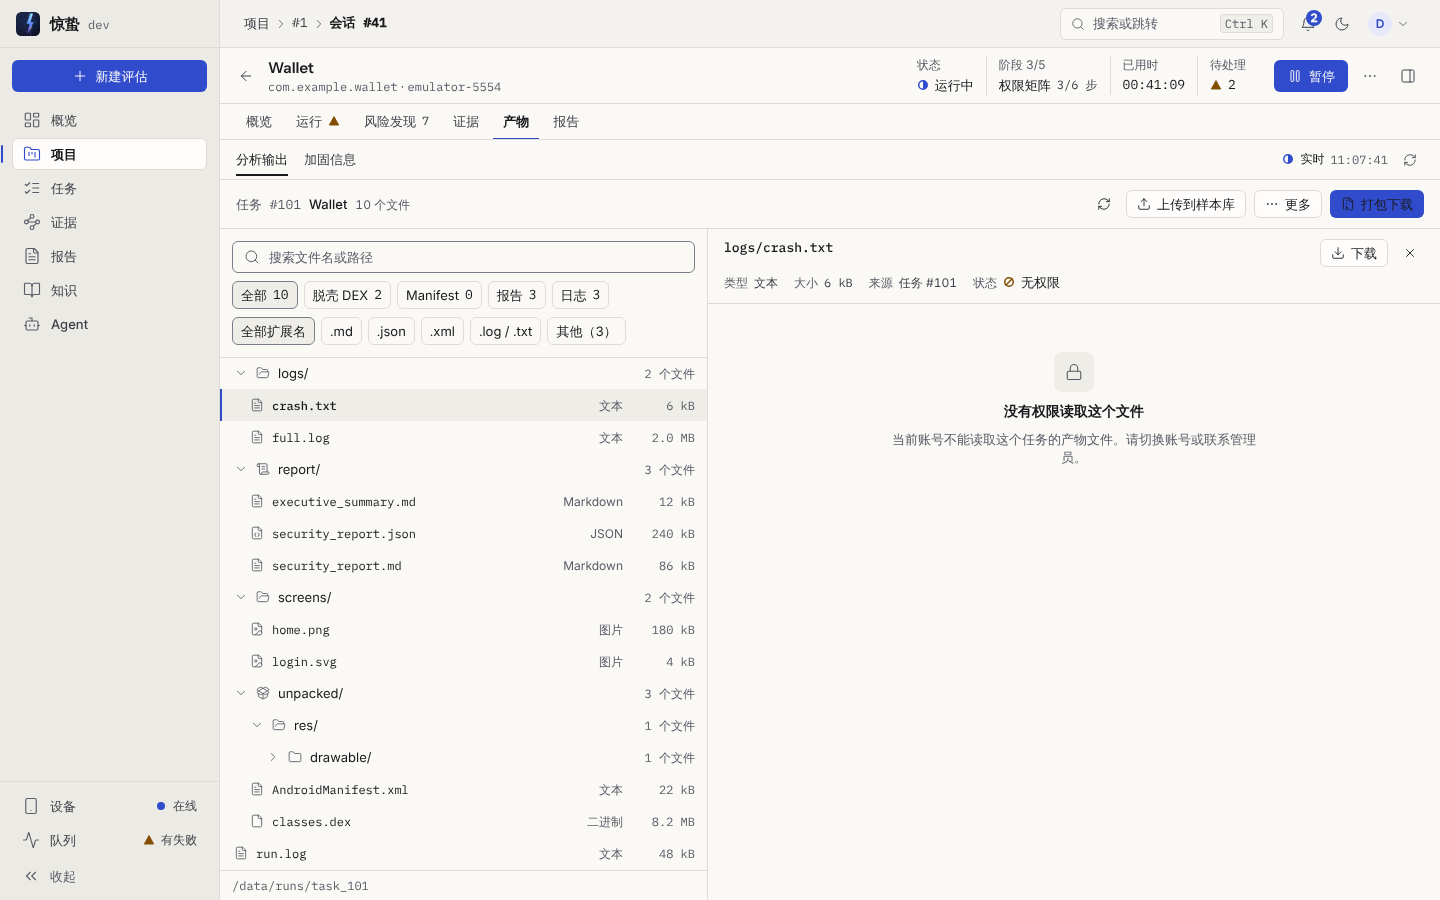 惊蛰 dev
项目 > #1 > 会话 #41
搜索或跳转 Ctrl K
2
D
新建评估
概览
项目
任务
证据
报告
知识
Agent
设备 在线
队列 有失败
收起
Wallet
com.example.wallet · emulator-5554
状态
运行中
阶段 3/5
权限矩阵 3/6 步
已用时
00:41:09
待处理
2
暂停
概览 运行 风险发现 7 证据 产物 报告
分析输出 加固信息
实时 11:07:41
任务 #101 Wallet 10 个文件
上传到样本库 更多 打包下载
搜索文件名或路径
全部 10 脱壳 DEX 2 Manifest 0 报告 3 日志 3
全部扩展名 .md .json .xml .log / .txt 其他（3）
logs/ 2 个文件
crash.txt 文本 6 kB
full.log 文本 2.0 MB
report/ 3 个文件
executive_summary.md Markdown 12 kB
security_report.json JSON 240 kB
security_report.md Markdown 86 kB
screens/ 2 个文件
home.png 图片 180 kB
login.svg 图片 4 kB
unpacked/ 3 个文件
res/ 1 个文件
drawable/ 1 个文件
AndroidManifest.xml 文本 22 kB
classes.dex 二进制 8.2 MB
run.log 文本 48 kB
/data/runs/task_101
logs/crash.txt
下载
类型 文本 大小 6 kB 来源 任务 #101 状态 无权限
没有权限读取这个文件
当前账号不能读取这个任务的产物文件。请切换账号或联系管理
员。